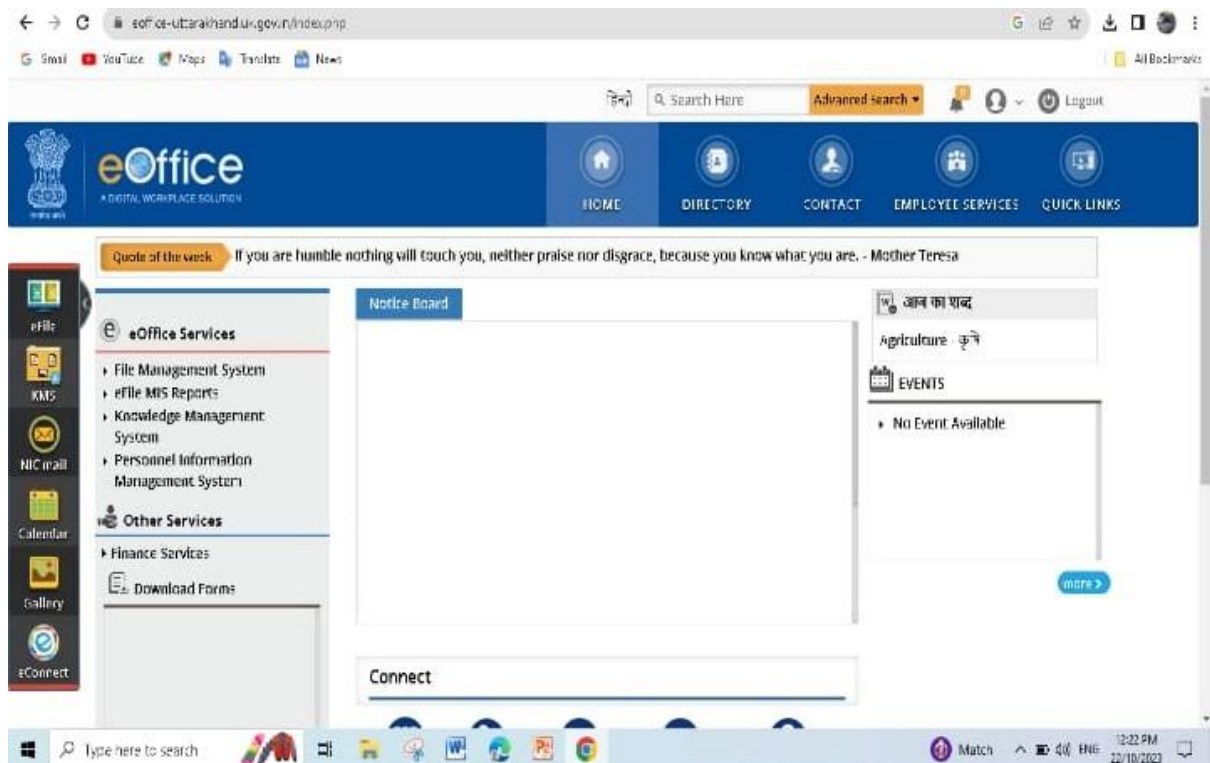 eoffice-uttarakhand.uk.gov.in/index.php
Gmail YouTube Maps Translate News All Bookmarks
हिन्दी Search Here Advanced Search Logout
eOffice
A DIGITAL WORKPLACE SOLUTION
HOME DIRECTORY CONTACT EMPLOYEE SERVICES QUICK LINKS
Quote of the week If you are humble nothing will touch you, neither praise nor disgrace, because you know what you are. - Mother Teresa
eFile
KMS
NIC mail
Calendar
Gallery
eConnect
eOffice Services
File Management System
eFile MIS Reports
Knowledge Management
System
Personnel Information
Management System
Other Services
Finance Services
Download Forms
Notice Board
Connect
आज का शब्द
Agriculture - कृषि
EVENTS
No Event Available
more >
Type here to search Match ENG 12:22 PM
22/10/2023